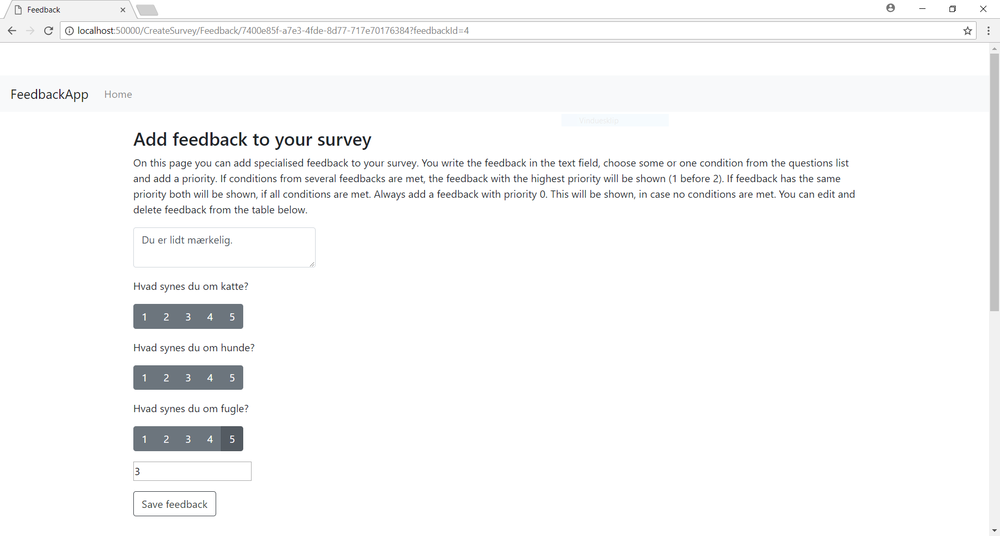 Feedback
localhost:50000/CreateSurvey/Feedback/7400e85f-a7e3-4fde-8d77-717e70176384?feedbackId=4
FeedbackApp Home
Vinduesklip
Add feedback to your survey
On this page you can add specialised feedback to your survey. You write the feedback in the text field, choose some or one condition from the questions list
and add a priority. If conditions from several feedbacks are met, the feedback with the highest priority will be shown (1 before 2). If feedback has the same
priority both will be shown, if all conditions are met. Always add a feedback with priority 0. This will be shown, in case no conditions are met. You can edit and
delete feedback from the table below.
Du er lidt mærkelig.
Hvad synes du om katte?
1 2 3 4 5
Hvad synes du om hunde?
1 2 3 4 5
Hvad synes du om fugle?
1 2 3 4 5
3
Save feedback